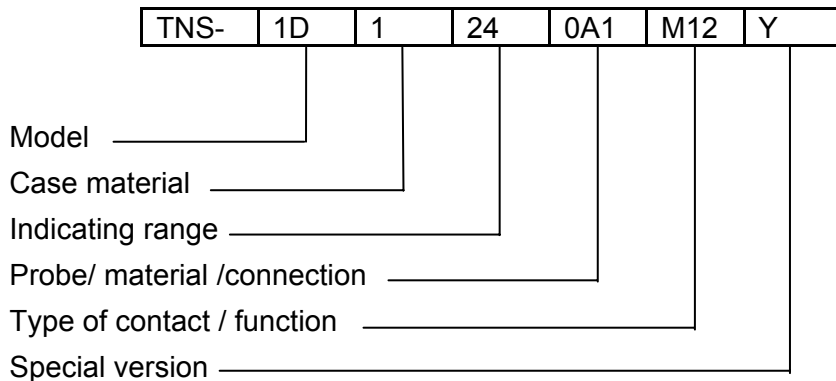 TNS- 1D 1 24 0A1 M12 Y
Model
Case material
Indicating range
Probe/ material /connection
Type of contact / function
Special version